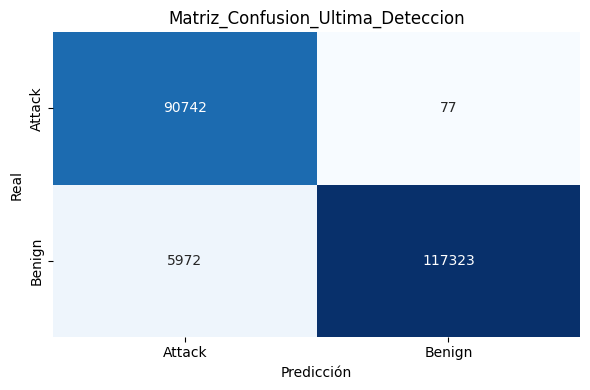 Matriz_Confusion_Ultima_Deteccion
Real
Attack
90742
77
Benign
5972
117323
Attack
Benign
Predicción